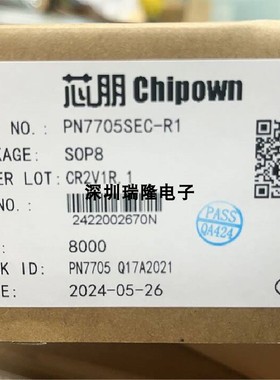 芯朋 Chipown
NO.: PN7705SEC-R1
KAGE: SOP8
ER LOT: CR2V1R.1
深圳瑞隆电子
2422002670N
PASS
QA424
: 8000
K ID: PN7705 Q17A2021
E: 2024-05-26